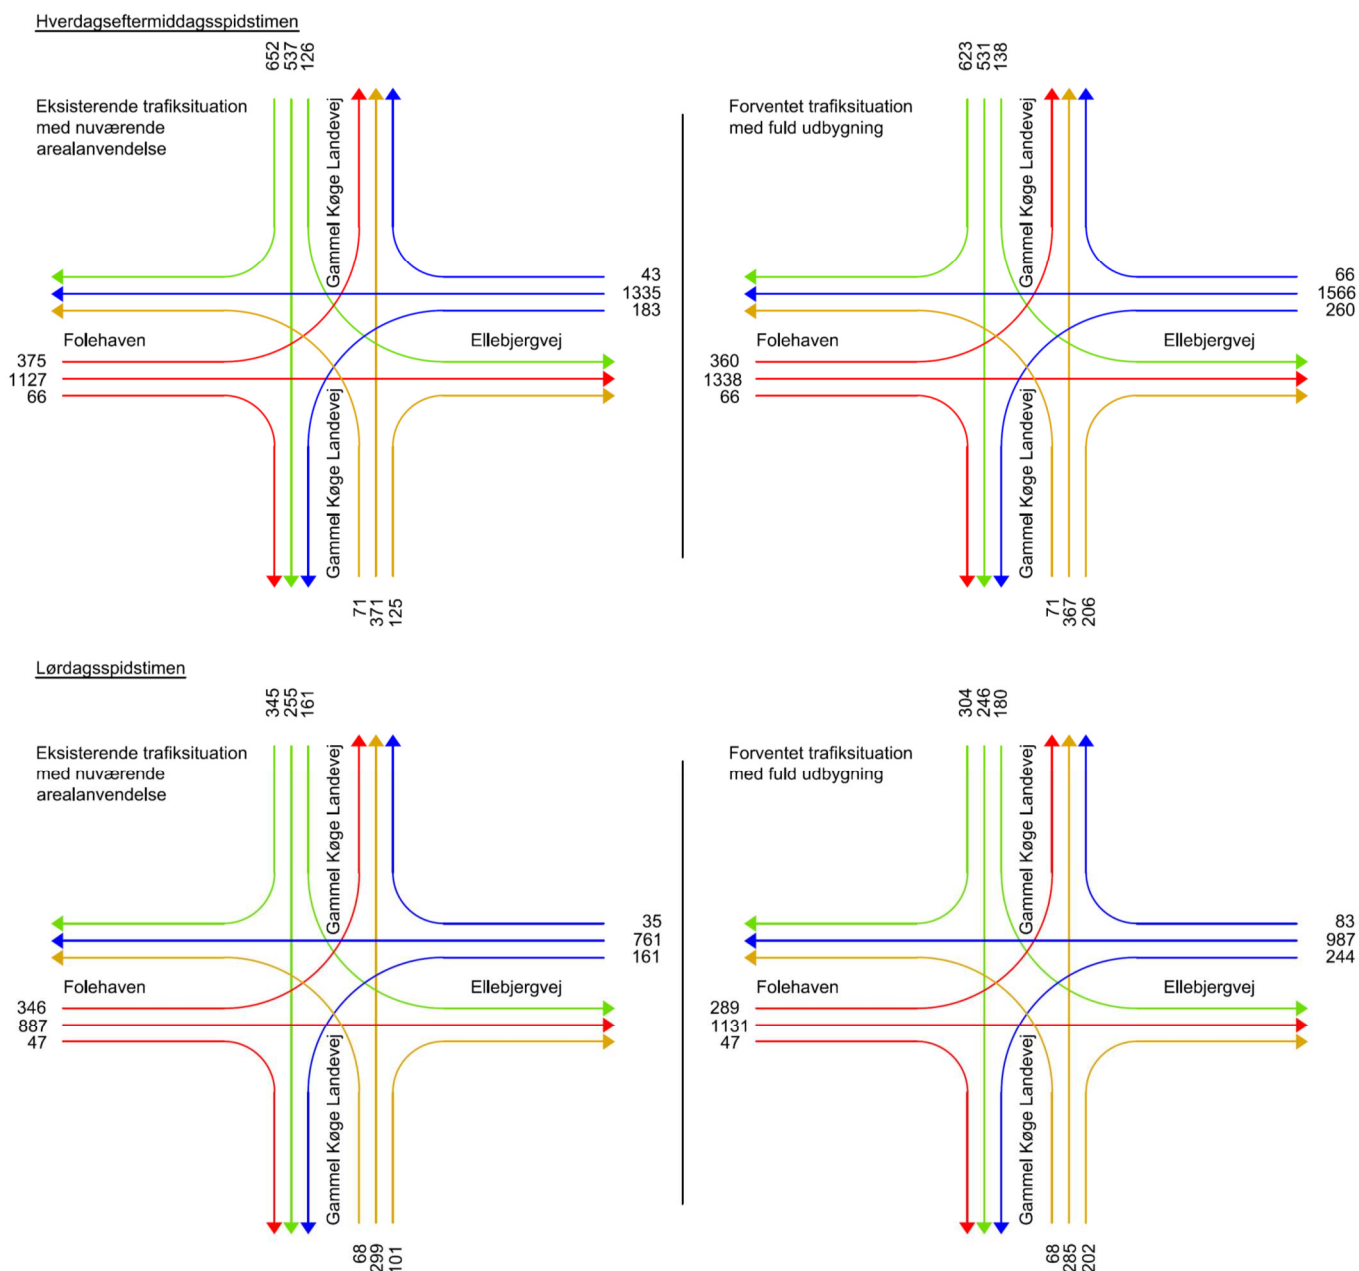 Hverdagseftermiddagsspidstimen
652
537
126
Eksisterende trafiksituation
med nuværende
arealanvendelse
Gammel Køge Landevej
43
1335
183
Folehaven
Ellebjergvej
375
1127
66
Gammel Køge Landevej
71
371
125
623
531
138
Forventet trafiksituation
med fuld udbygning
Gammel Køge Landevej
66
1566
260
Folehaven
Ellebjergvej
360
1338
66
Gammel Køge Landevej
71
367
206
Lørdagsspidstimen
345
255
161
Eksisterende trafiksituation
med nuværende
arealanvendelse
Gammel Køge Landevej
35
761
161
Folehaven
Ellebjergvej
346
887
47
Gammel Køge Landevej
68
299
101
304
246
180
Forventet trafiksituation
med fuld udbygning
Gammel Køge Landevej
83
987
244
Folehaven
Ellebjergvej
289
1131
47
Gammel Køge Landevej
68
285
202